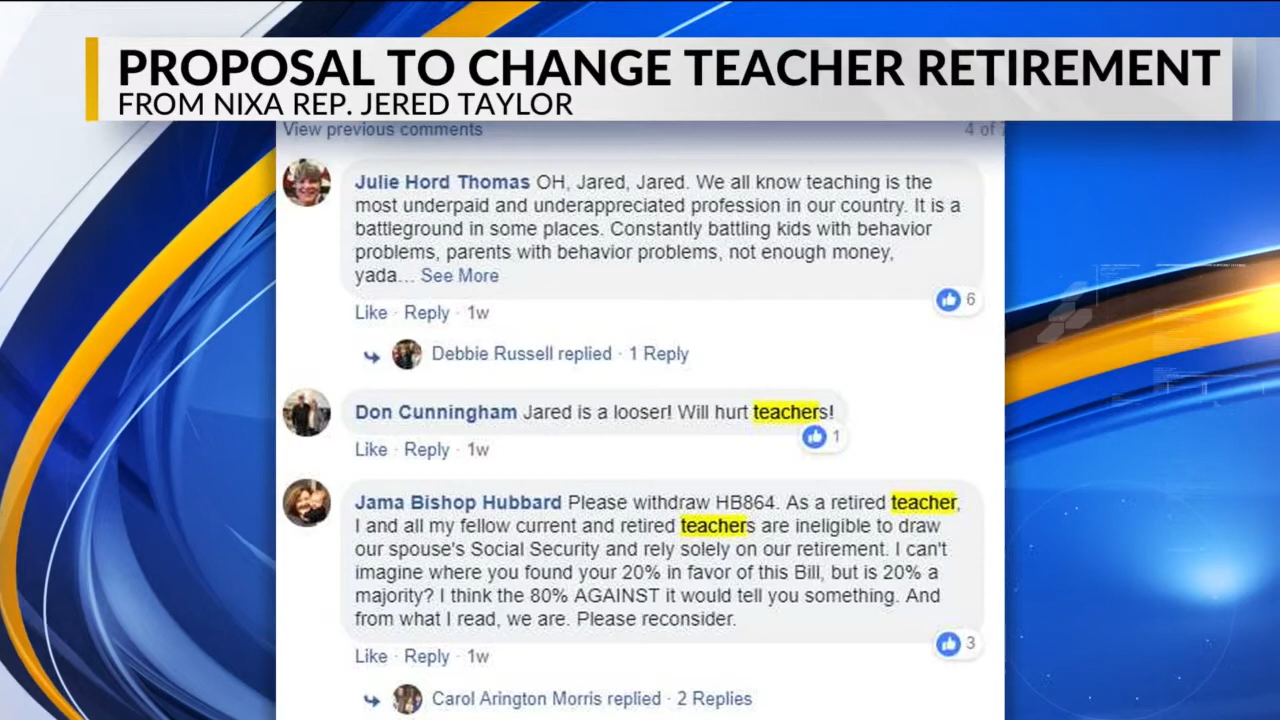 PROPOSAL TO CHANGE TEACHER RETIREMENT
FROM NIXA REP. JERED TAYLOR
View previous comments 4 of
Julie Hord Thomas OH, Jared, Jared. We all know teaching is the
most underpaid and underappreciated profession in our country. It is a
battleground in some places. Constantly battling kids with behavior
problems, parents with behavior problems, not enough money,
yada... See More
6
Like · Reply · 1w
Debbie Russell replied · 1 Reply
Don Cunningham Jared is a looser! Will hurt teachers!
1
Like · Reply · 1w
Jama Bishop Hubbard Please withdraw HB864. As a retired teacher,
I and all my fellow current and retired teachers are ineligible to draw
our spouse's Social Security and rely solely on our retirement. I can't
imagine where you found your 20% in favor of this Bill, but is 20% a
majority? I think the 80% AGAINST it would tell you something. And
from what I read, we are. Please reconsider.
3
Like · Reply · 1w
Carol Arington Morris replied · 2 Replies